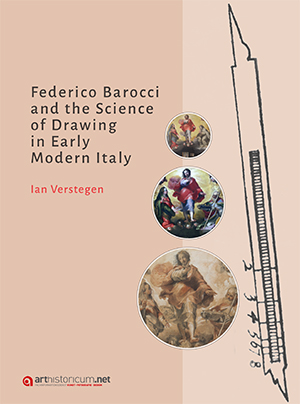 Federico Barocci
and the Science
of Drawing
in Early
Modern Italy
Ian Verstegen
arthistoricum.net